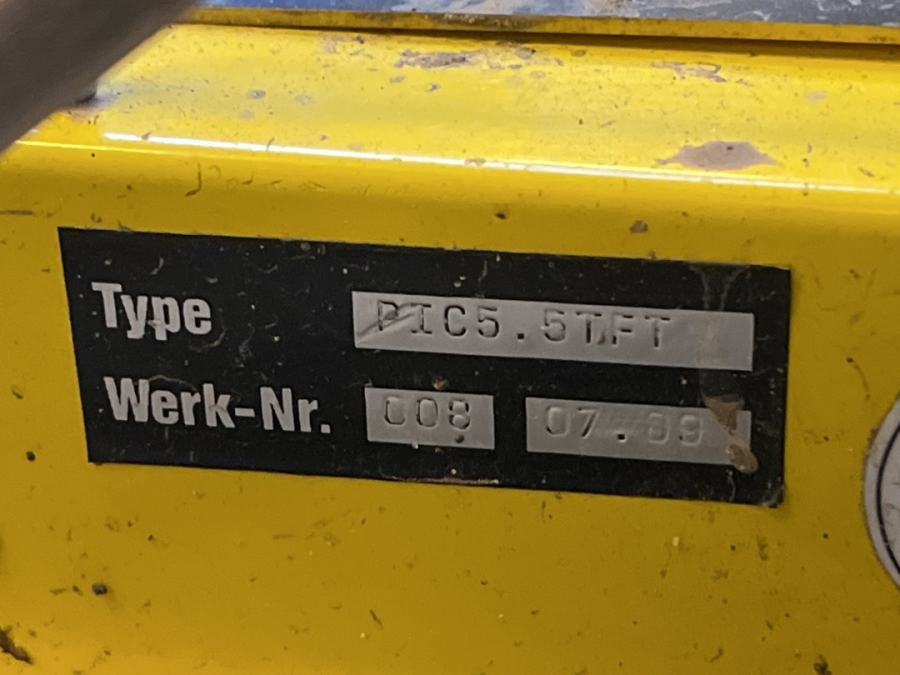 Type PIC5.5TFT
Werk-Nr. 008 07.09